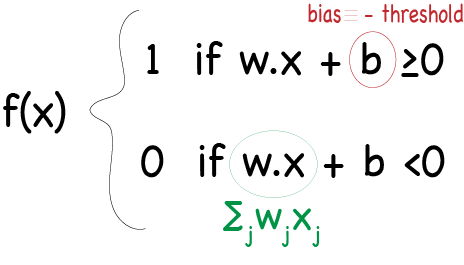 bias ≡ - threshold
1 if w.x + b ≥0
f(x)
0 if w.x + b <0
∑jwjxj